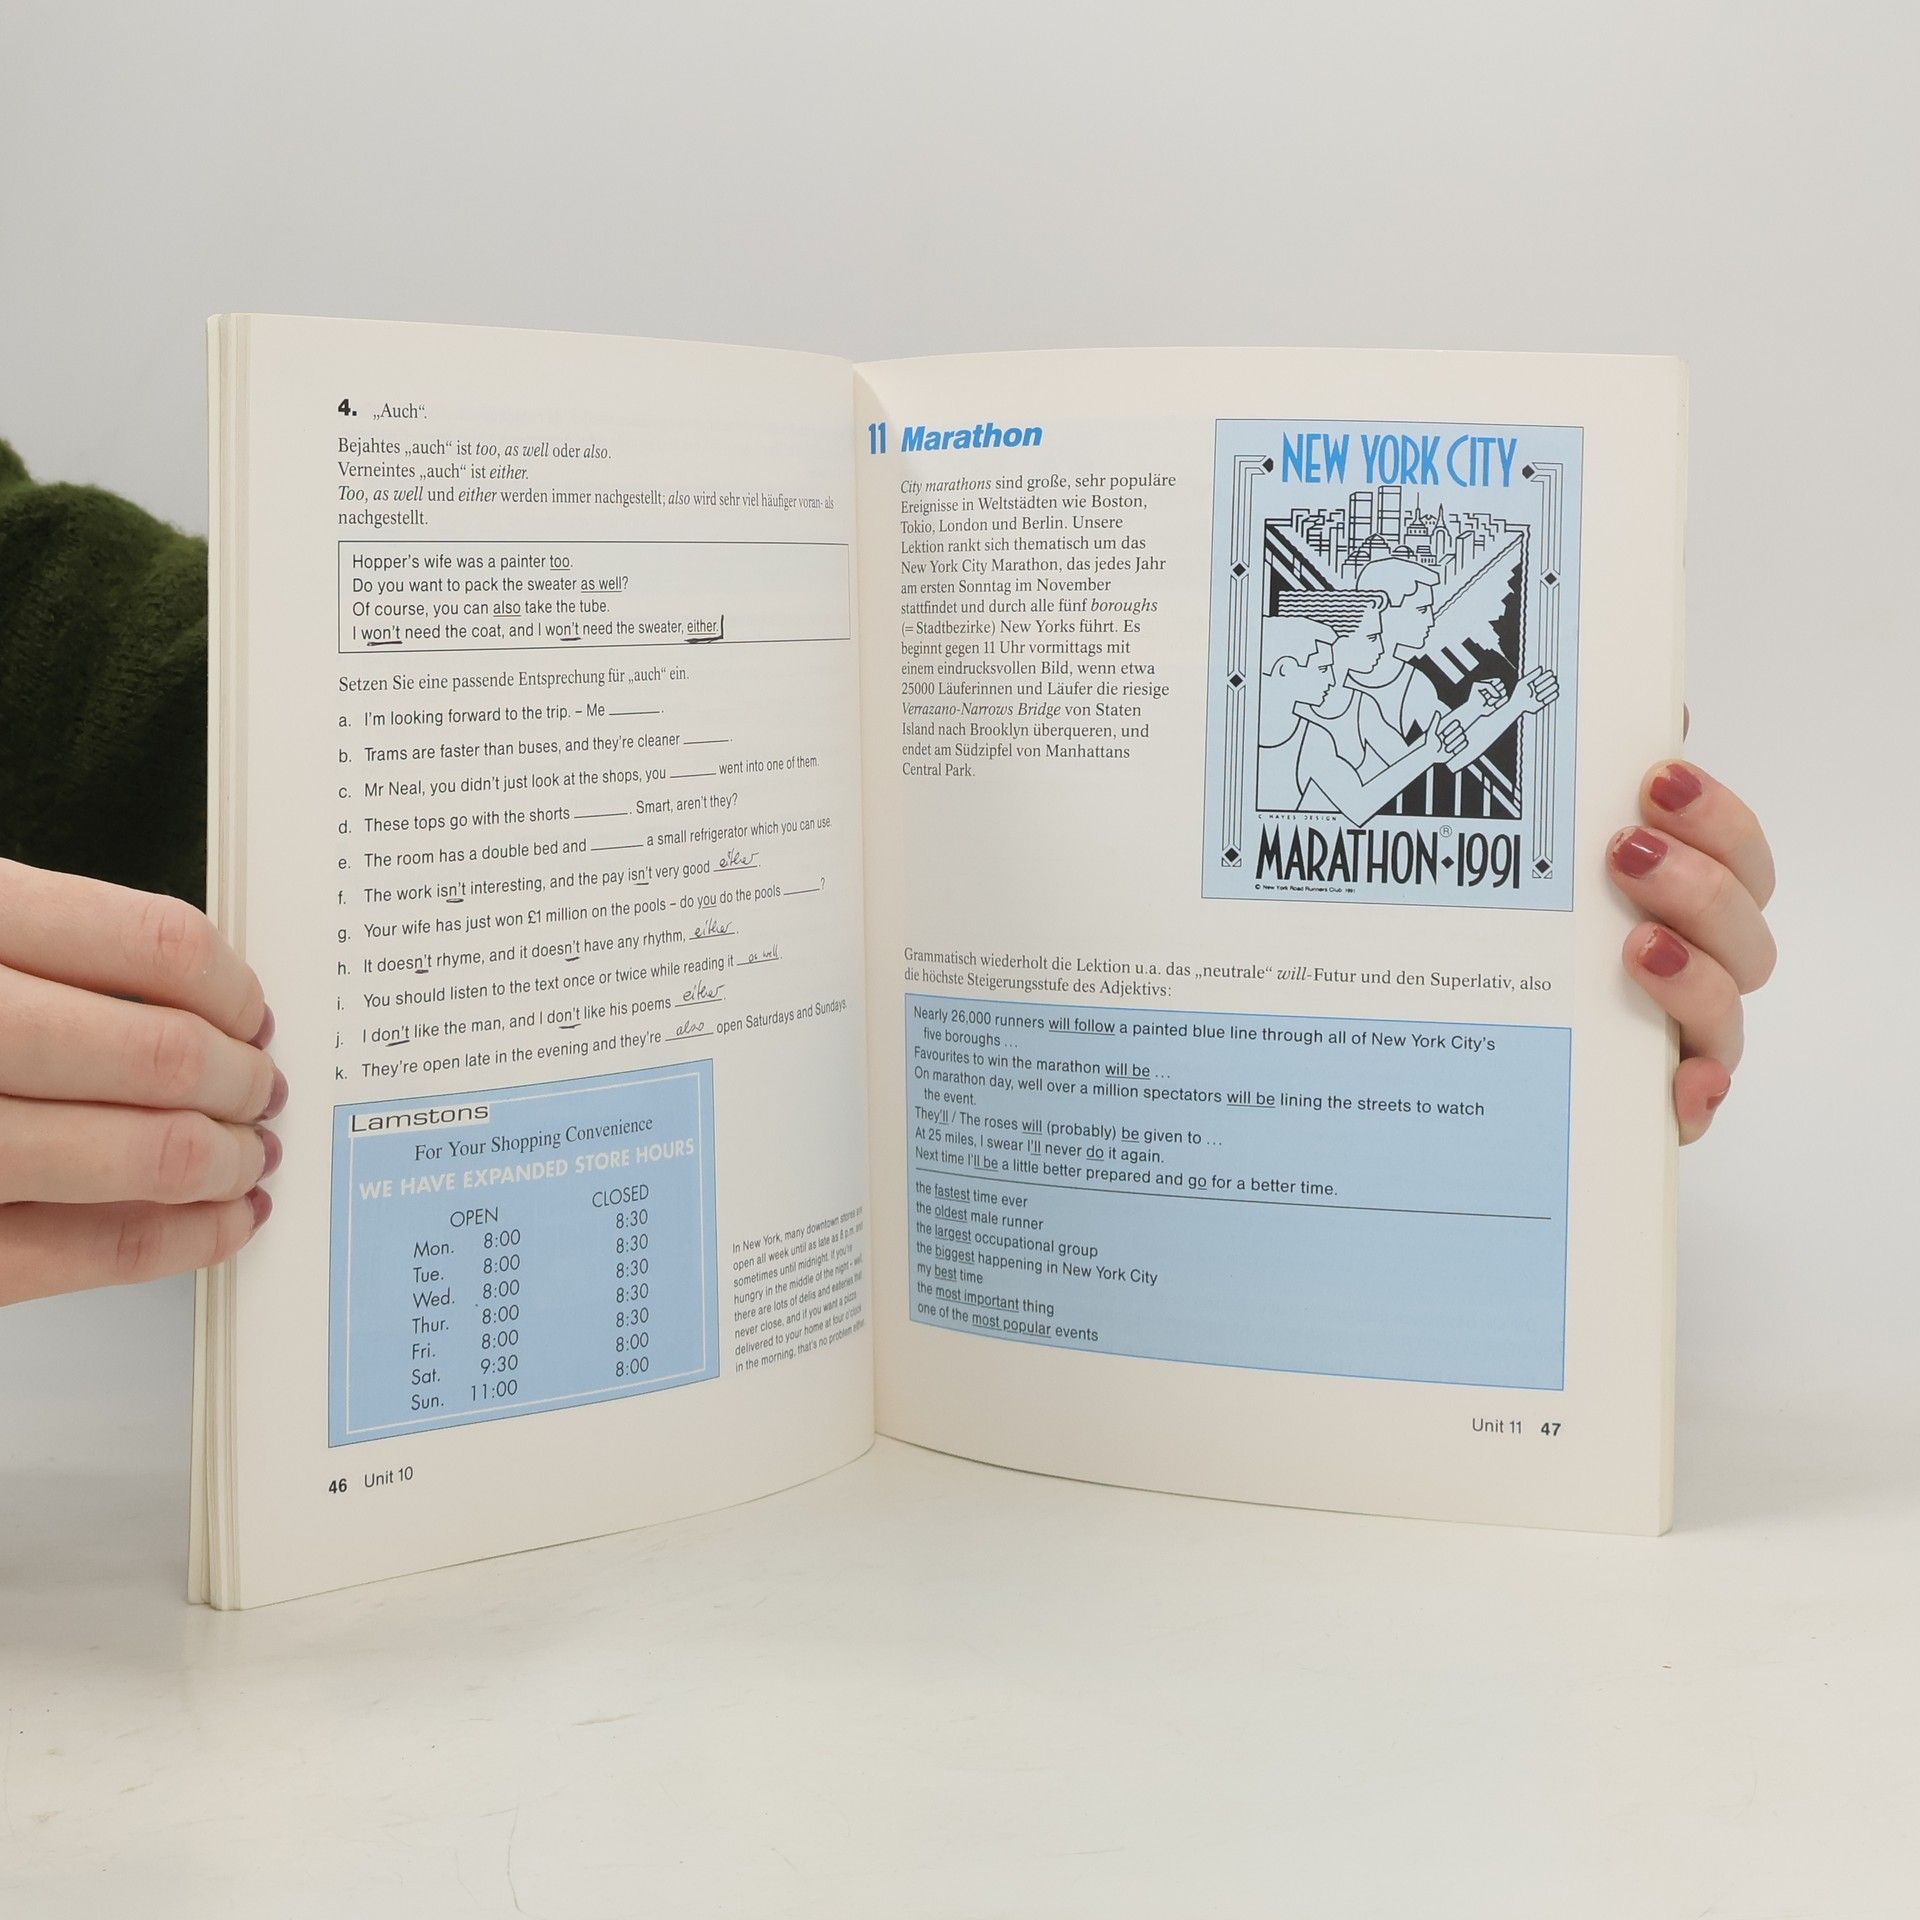 4. „Auch“.
Bejahtes „auch“ ist too, as well oder also.
Verneintes „auch“ ist either.
Too, as well und either werden immer nachgestellt; also wird sehr viel häufiger voran- als
nachgestellt.
Hopper's wife was a painter too.
Do you want to pack the sweater as well?
Of course, you can also take the tube.
I won't need the coat, and I won't need the sweater, either.
Setzen Sie eine passende Entsprechung für „auch“ ein.
a. I'm looking forward to the trip. – Me ______.
b. Trams are faster than buses, and they're cleaner ______.
c. Mr Neal, you didn't just look at the shops, you ______ went into one of them.
d. These tops go with the shorts ______. Smart, aren't they?
e. The room has a double bed and ______ a small refrigerator which you can use.
f. The work isn't interesting, and the pay isn't very good either.
g. Your wife has just won £1 million on the pools – do you do the pools ______?
h. It doesn't rhyme, and it doesn't have any rhythm, either.
i. You should listen to the text once or twice while reading it as well.
j. I don't like the man, and I don't like his poems either.
k. They're open late in the evening and they're also open Saturdays and Sundays.
Lamstons
For Your Shopping Convenience
WE HAVE EXPANDED STORE HOURS
OPEN CLOSED
Mon. 8:00 8:30
Tue. 8:00 8:30
Wed. 8:00 8:30
Thur. 8:00 8:30
Fri. 8:00 8:30
Sat. 9:30 8:00
Sun. 11:00 8:00
In New York, many downtown stores are
open all week until as late as 8 p.m. and
sometimes until midnight. If you're
hungry in the middle of the night – well,
there are lots of delis and eateries that
never close, and if you want a pizza
delivered to your home at four o'clock
in the morning, that's no problem either.
46 Unit 10
11 Marathon
City marathons sind große, sehr populäre
Ereignisse in Weltstädten wie Boston,
Tokio, London und Berlin. Unsere
Lektion rankt sich thematisch um das
New York City Marathon, das jedes Jahr
am ersten Sonntag im November
stattfindet und durch alle fünf boroughs
(= Stadtbezirke) New Yorks führt. Es
beginnt gegen 11 Uhr vormittags mit
einem eindrucksvollen Bild, wenn etwa
25000 Läuferinnen und Läufer die riesige
Verrazano-Narrows Bridge von Staten
Island nach Brooklyn überqueren, und
endet am Südzipfel von Manhattans
Central Park.
NEW YORK CITY
C HAYES DESIGN
MARATHON®•1991
© New York Road Runners Club 1991
Grammatisch wiederholt die Lektion u.a. das „neutrale“ will-Futur und den Superlativ, also
die höchste Steigerungsstufe des Adjektivs:
Nearly 26,000 runners will follow a painted blue line through all of New York City's
five boroughs ...
Favourites to win the marathon will be ...
On marathon day, well over a million spectators will be lining the streets to watch
the event.
They'll / The roses will (probably) be given to ...
At 25 miles, I swear I'll never do it again.
Next time I'll be a little better prepared and go for a better time.
the fastest time ever
the oldest male runner
the largest occupational group
the biggest happening in New York City
my best time
the most important thing
one of the most popular events
Unit 11 47